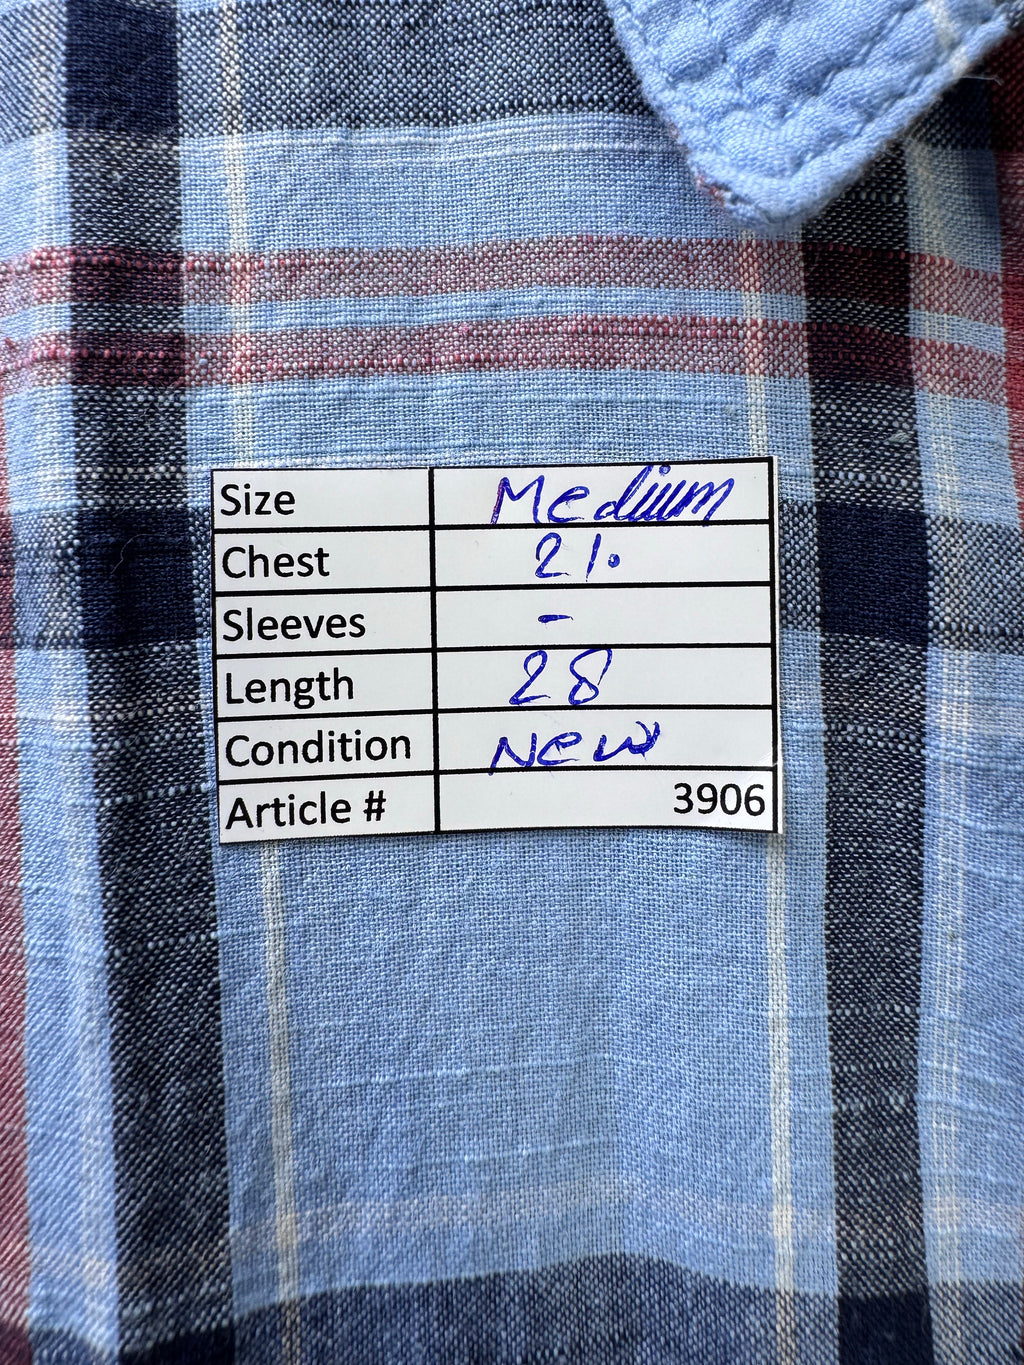 Size Medium
Chest 21.
Sleeves -
Length 28
Condition New
Article # 3906